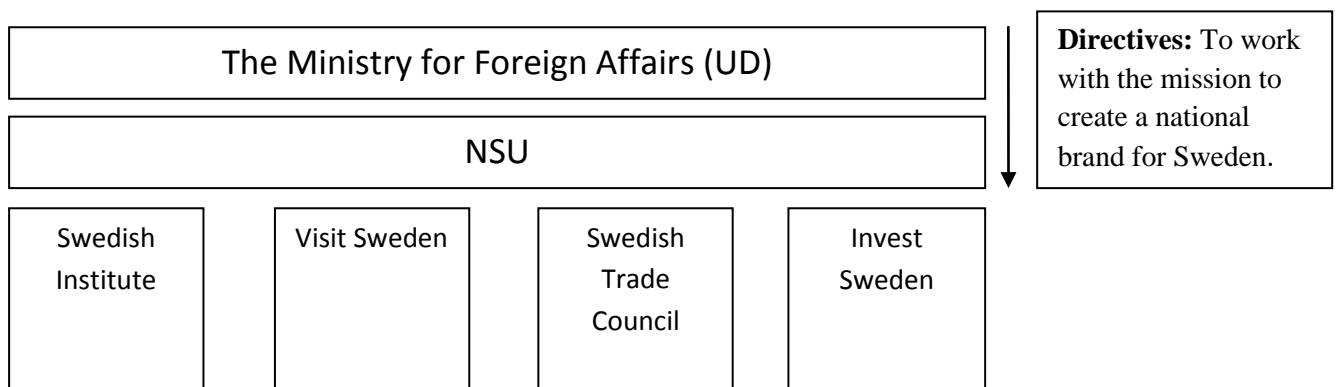 The Ministry for Foreign Affairs (UD)
Directives: To work
with the mission to
create a national
brand for Sweden.
NSU
Swedish
Institute
Visit Sweden
Swedish
Trade
Council
Invest
Sweden